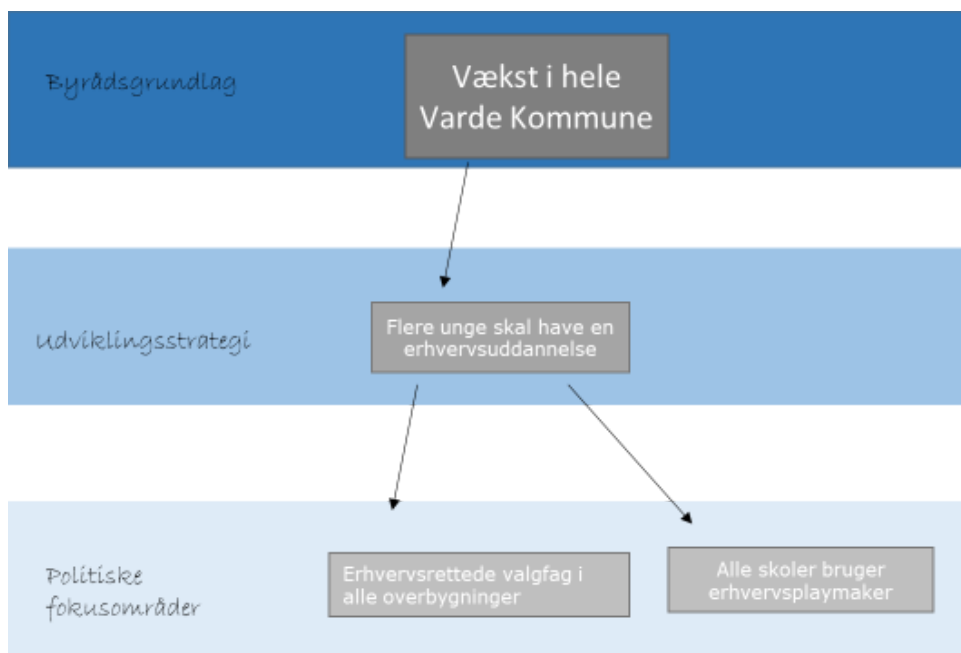 Byrådsgrundlag
Vækst i hele
Varde Kommune
Udviklingsstrategi
Flere unge skal have en
erhvervsuddannelse
Politiske
fokusområder
Erhvervsrettede valgfag i
alle overbygninger
Alle skoler bruger
erhvervsplaymaker